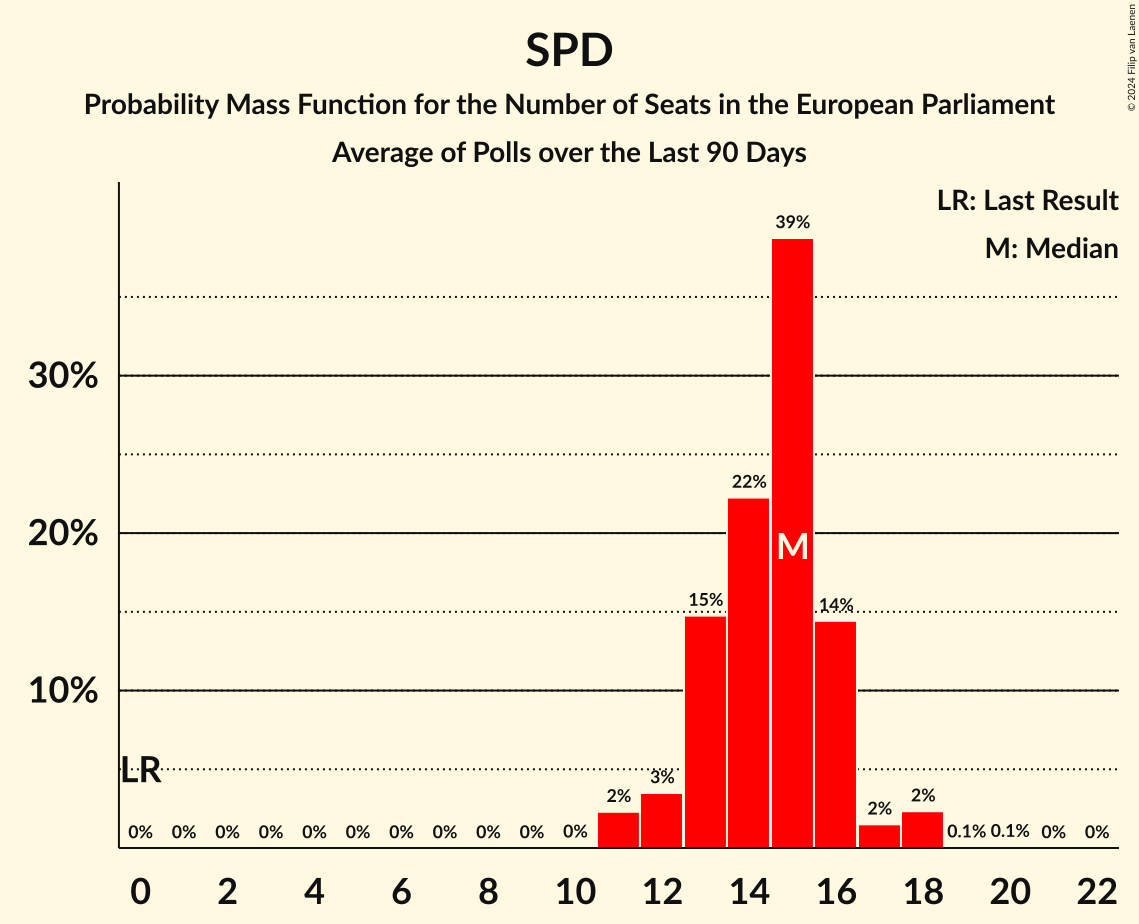 SPD
Probability Mass Function for the Number of Seats in the European Parliament
Average of Polls over the Last 90 Days
© 2024 Filip van Laenen
LR: Last Result
M: Median
39%
30%
22%
20%
M
15%
14%
10%
LR
3%
2%
2%
2%
0% 0% 0% 0% 0% 0% 0% 0% 0% 0% 0% 0.1% 0.1% 0% 0%
0 2 4 6 8 10 12 14 16 18 20 22